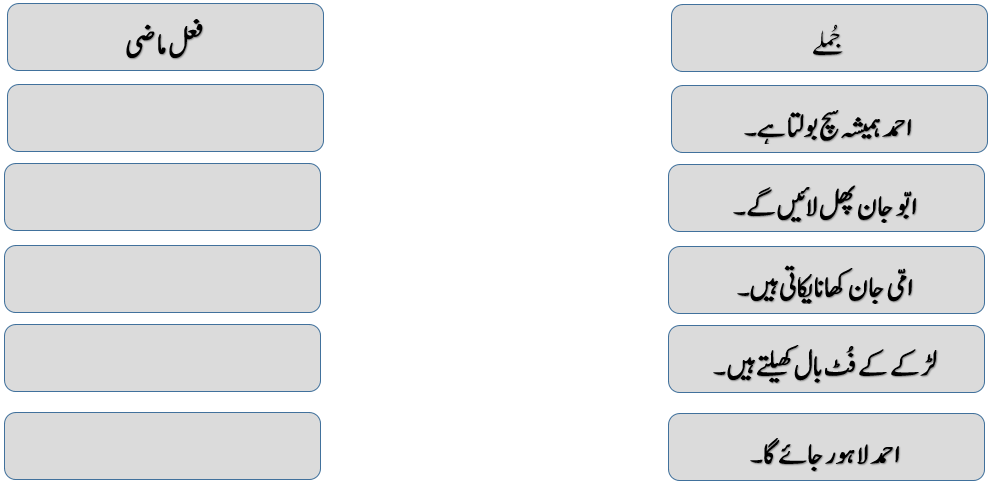 جُملے
فعل ماضی
احمد ہمیشہ سچ بولتا ہے۔
ابّو جان پھل لائیں گے۔
امّی جان کھانا پکاتی ہیں۔
لڑکے کے فُٹ بال کھیلتے ہیں۔
احمد لاہور جائے گا۔